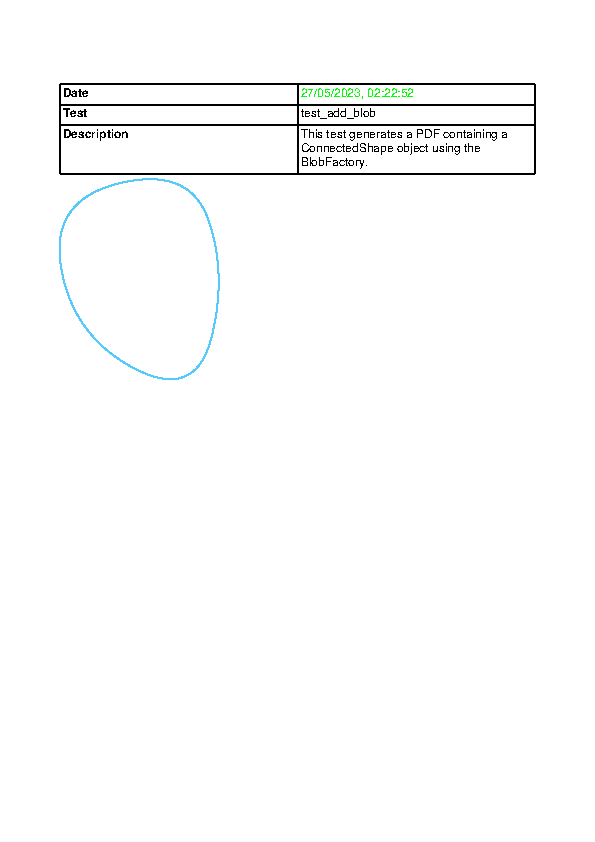 Date 27/05/2023, 02:22:52
Test test_add_blob
Description This test generates a PDF containing a
ConnectedShape object using the
BlobFactory.